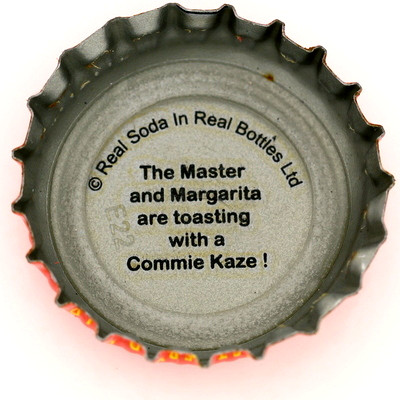 © Real Soda In Real Bottles Ltd
The Master
and Margarita
are toasting
with a
Commie Kaze !
E22